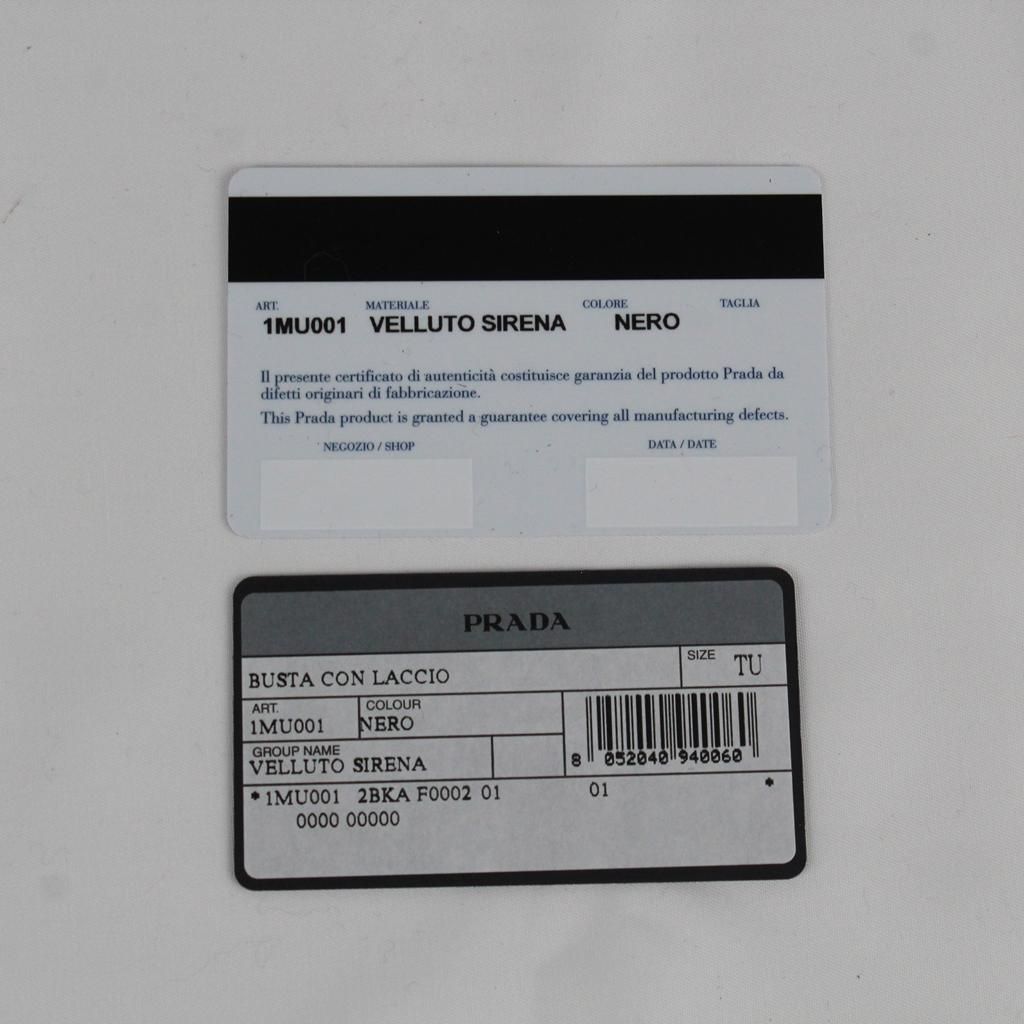 ART. MATERIALE COLORE TAGLIA
1MU001 VELLUTO SIRENA NERO
Il presente certificato di autenticità costituisce garanzia del prodotto Prada da
difetti originari di fabbricazione.
This Prada product is granted a guarantee covering all manufacturing defects.
NEGOZIO / SHOP DATA / DATE
PRADA
BUSTA CON LACCIO SIZE TU
ART. COLOUR
1MU001 NERO
GROUP NAME
VELLUTO SIRENA
8 052040 940060
*1MU001 2BKA F0002 01 01 *
0000 00000